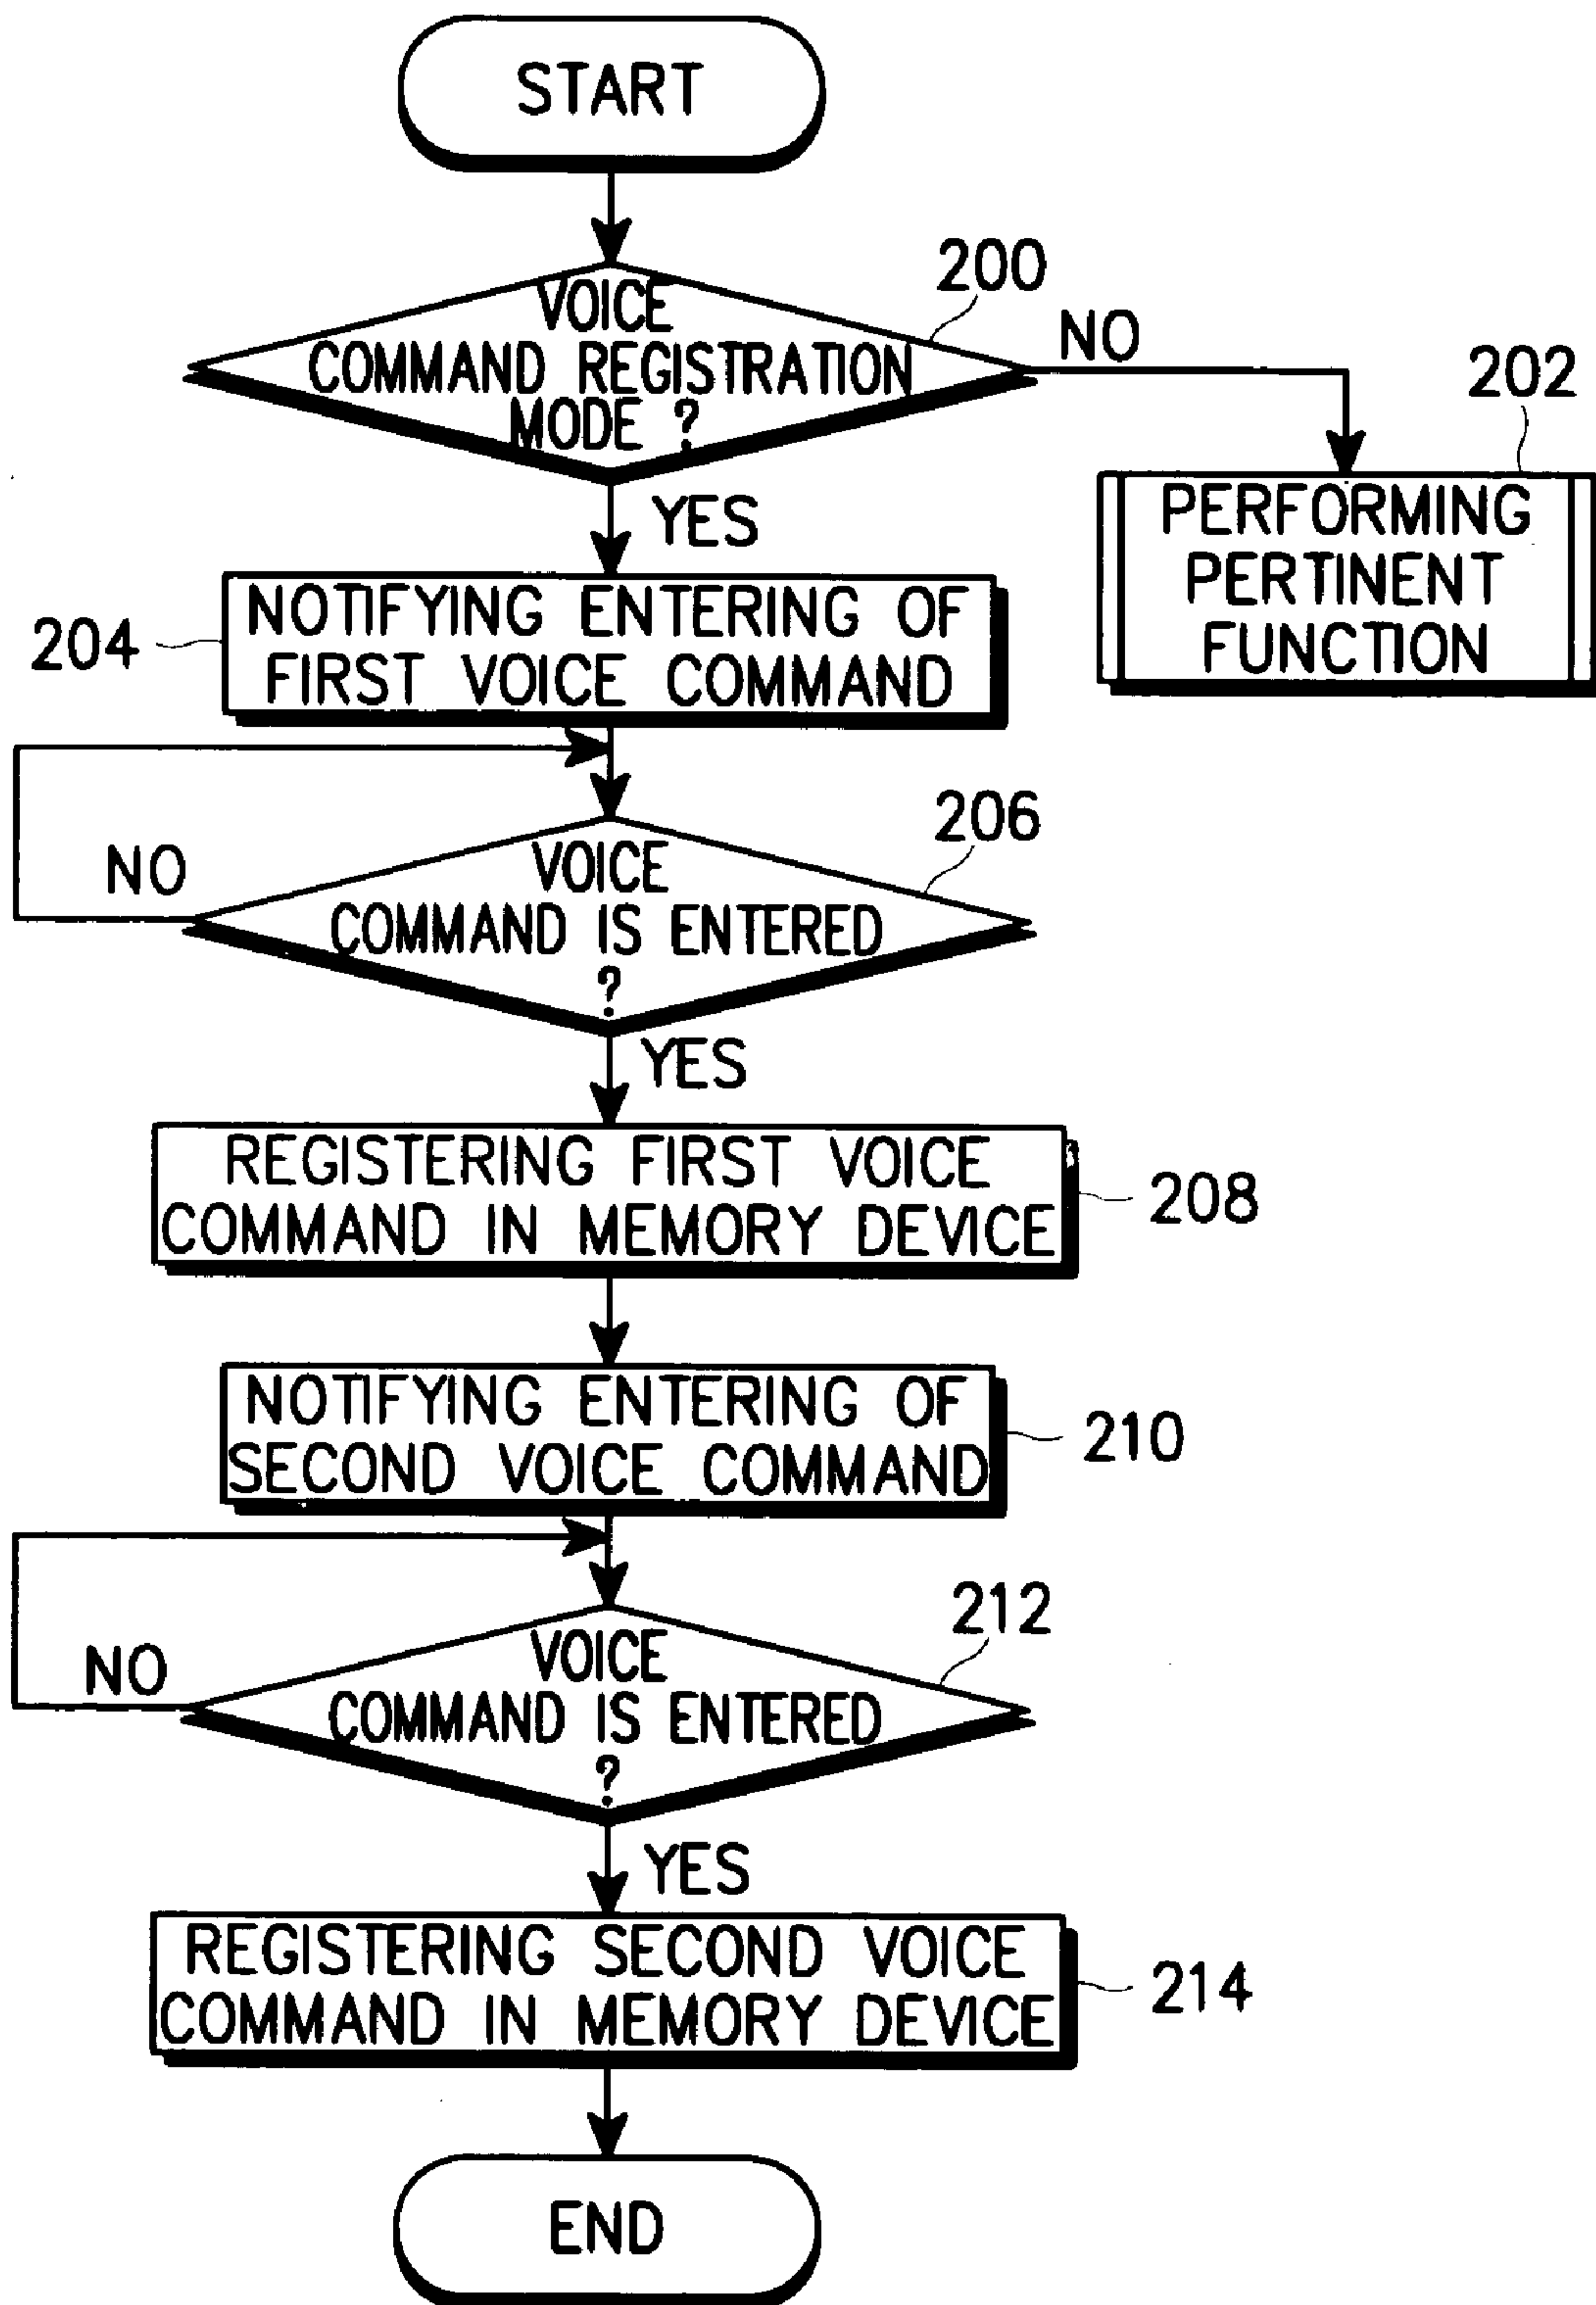 START
200
VOICE
COMMAND REGISTRATION
MODE ?
NO
202
PERFORMING
PERTINENT
FUNCTION
YES
204
NOTIFYING ENTERING OF
FIRST VOICE COMMAND
206
NO
VOICE
COMMAND IS ENTERED
?
YES
REGISTERING FIRST VOICE
COMMAND IN MEMORY DEVICE
208
NOTIFYING ENTERING OF
SECOND VOICE COMMAND
210
212
NO
VOICE
COMMAND IS ENTERED
?
YES
REGISTERING SECOND VOICE
COMMAND IN MEMORY DEVICE
214
END